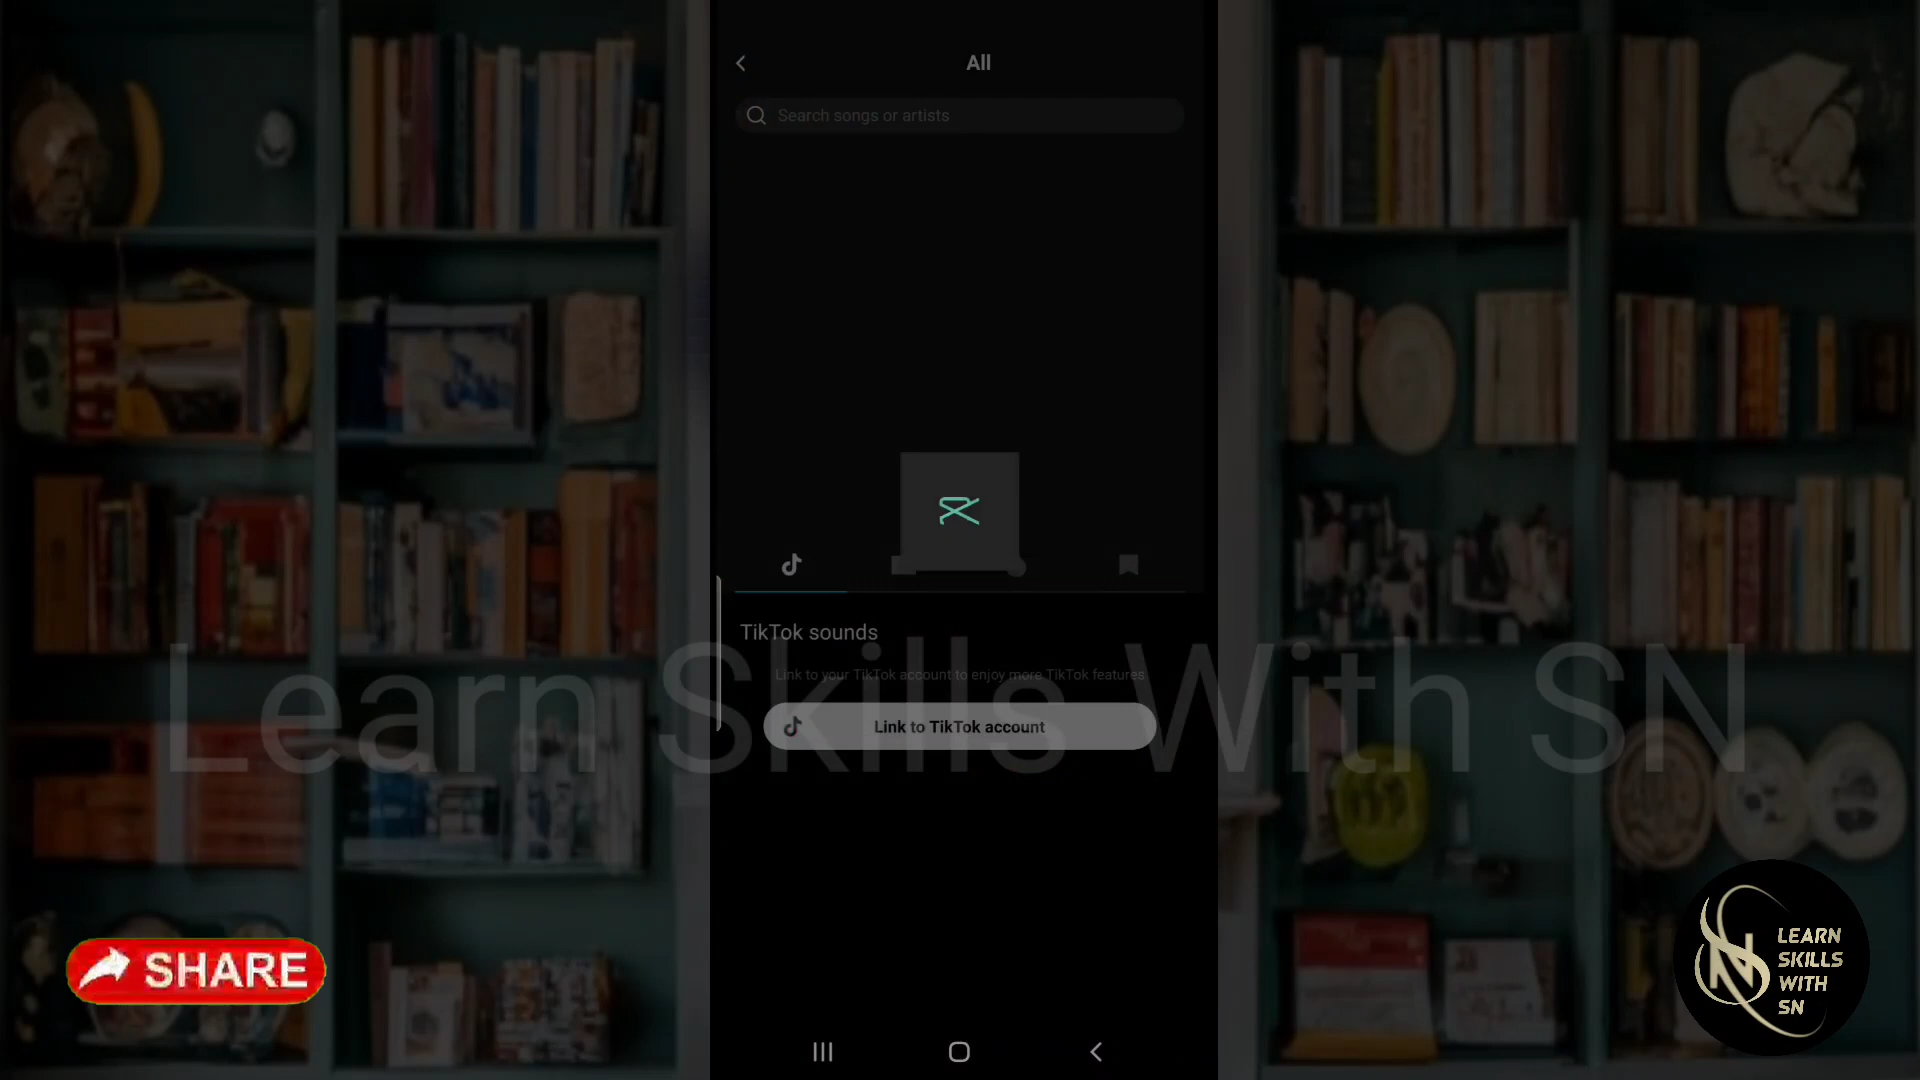 All
Search songs or artists
TikTok sounds
Link to your TikTok account to enjoy more TikTok features
Link to TikTok account
Learn Skills With SN
SHARE
LEARN
SKILLS
WITH
SN